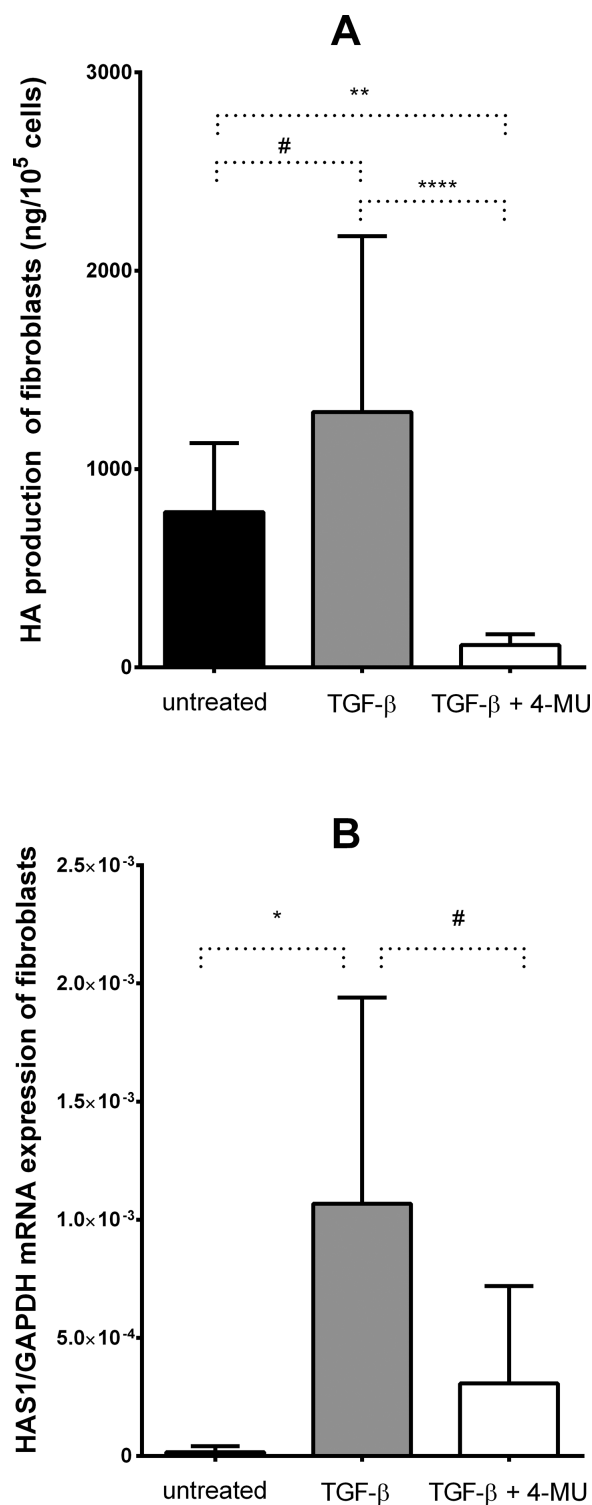 A
HA production of fibroblasts (ng/10⁵ cells)
3000
2000
1000
0
**
#
****
untreated
TGF-β
TGF-β + 4-MU
B
HAS1/GAPDH mRNA expression of fibroblasts
2.5×10⁻³
2.0×10⁻³
1.5×10⁻³
1.0×10⁻³
5.0×10⁻⁴
0
*
#
untreated
TGF-β
TGF-β + 4-MU